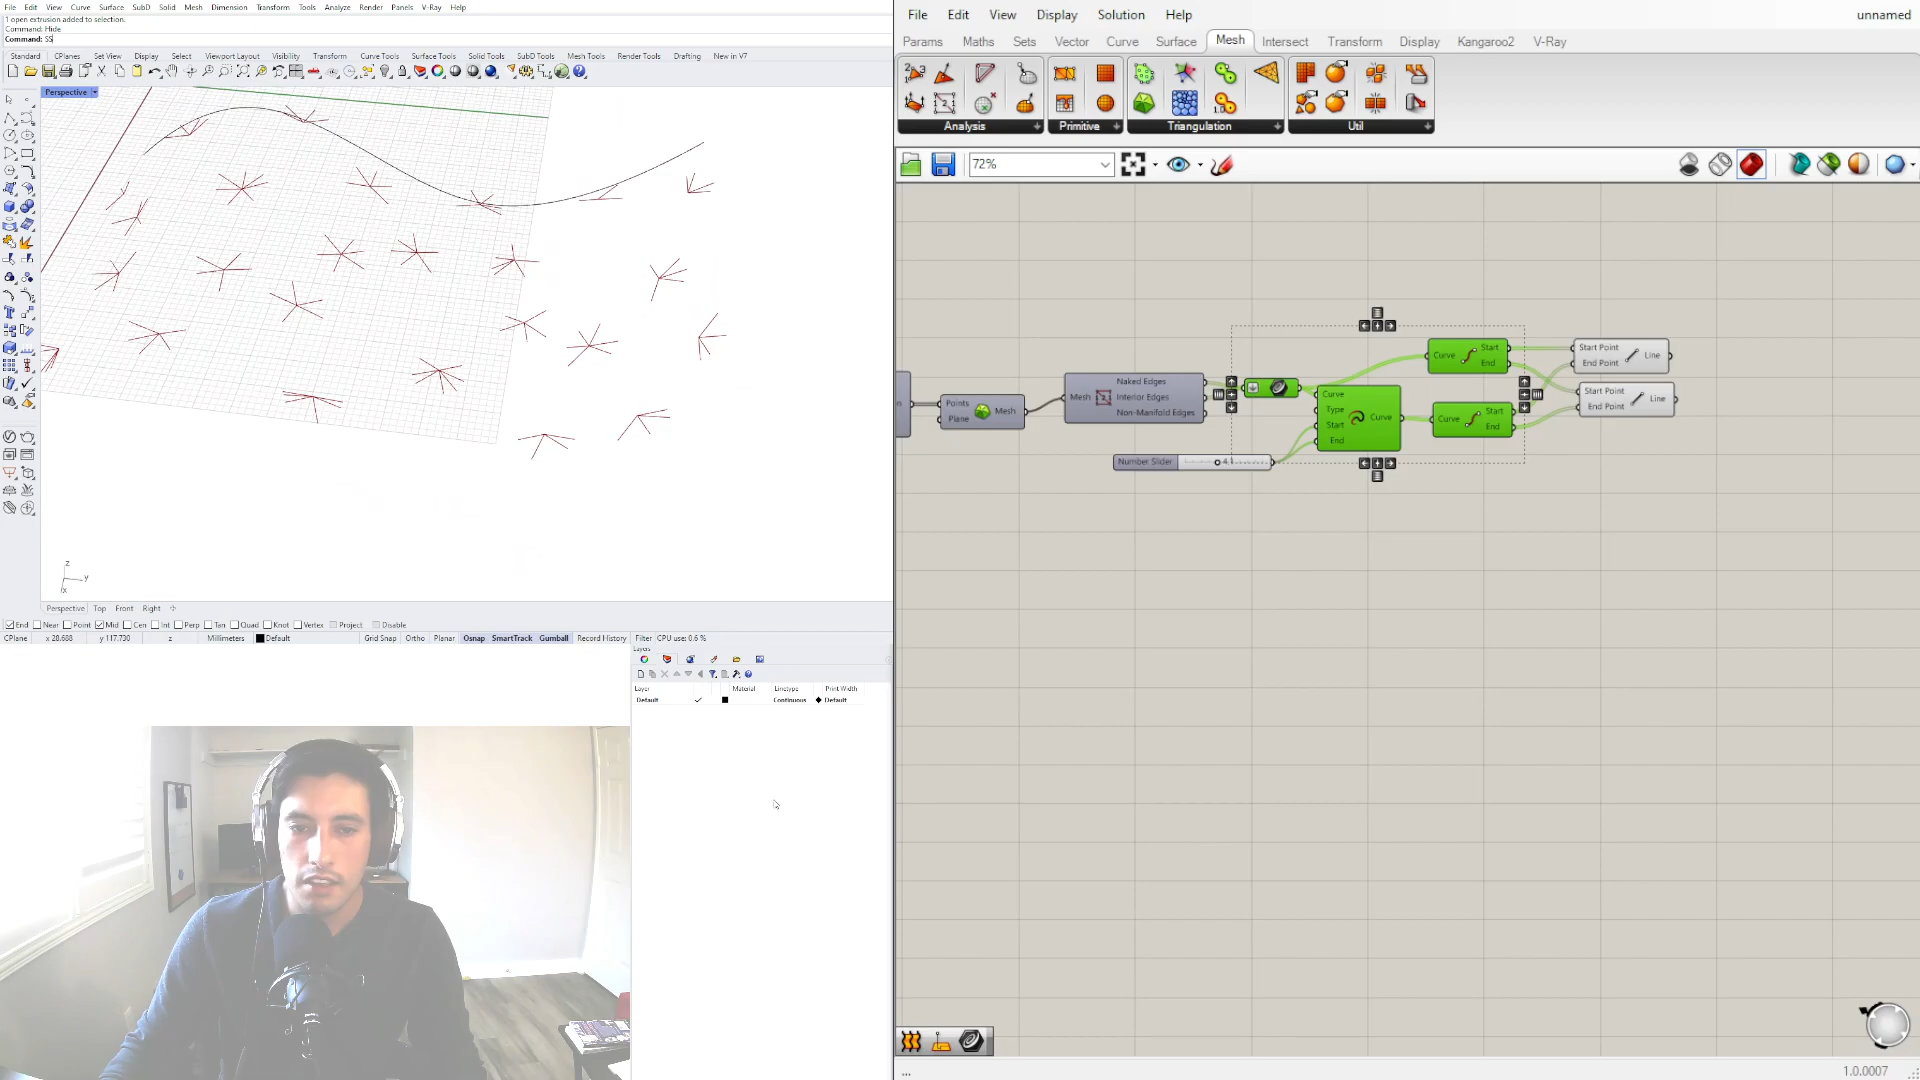 File Edit View Curve Surface SubD Solid Mesh Dimension Transform Tools Analyze Render Panels V-Ray Help
1 open extrusion added to selection.
Command: Hide
Command: SS
Standard CPlanes Set View Display Select Viewport Layout Visibility Transform Curve Tools Surface Tools Solid Tools SubD Tools Mesh Tools Render Tools Drafting New in V7
Perspective
z
y
x
Perspective Top Front Right
End Near Point Mid Cen Int Perp Tan Quad Knot Vertex Project Disable
CPlane x 28.688 y 117.730 z Millimeters Default Grid Snap Ortho Planar Osnap SmartTrack Gumball Record History Filter CPU use: 0.6 %
Layers
Layer Material Linetype Print Width
Default Continuous Default
File Edit View Display Solution Help unnamed
Params Maths Sets Vector Curve Surface Mesh Intersect Transform Display Kangaroo2 V-Ray
Analysis Primitive Triangulation Util
72%
Points
Plane
Mesh
Mesh
Naked Edges
Interior Edges
Non-Manifold Edges
Number Slider 4.1
Curve
Type
Start
End
Curve
Curve
Start
End
Curve
Start
End
Start Point
End Point
Line
Start Point
End Point
Line
...
1.0.0007